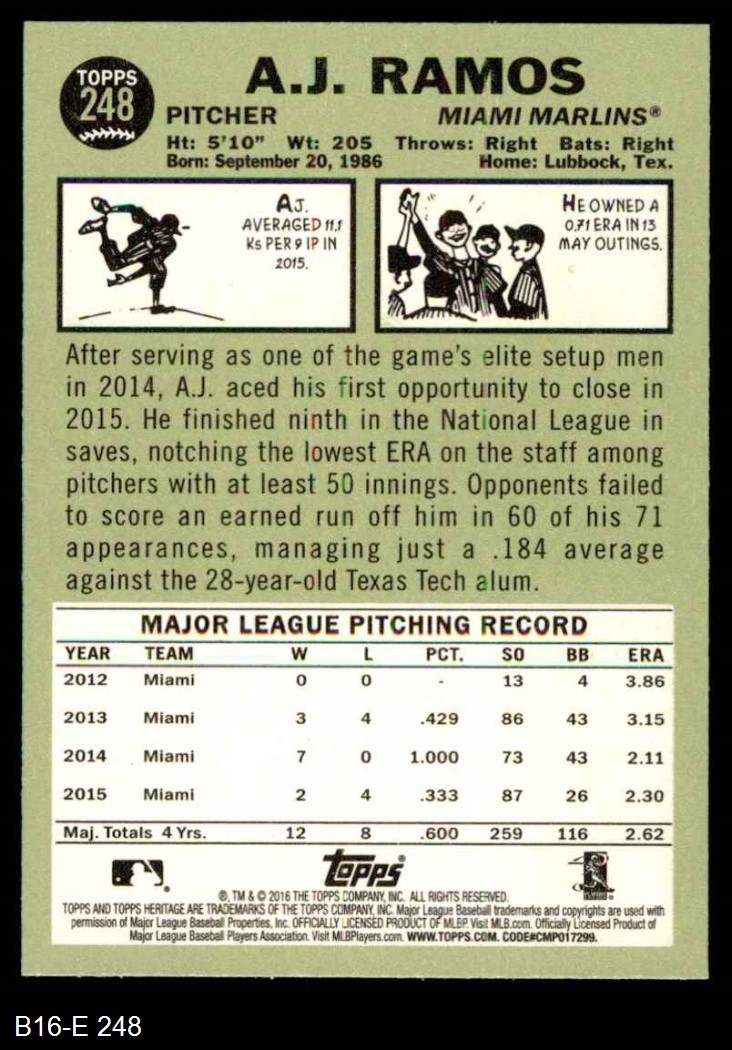 TOPPS
248
A.J. RAMOS
PITCHER MIAMI MARLINS®
Ht: 5'10" Wt: 205 Throws: Right Bats: Right
Born: September 20, 1986 Home: Lubbock, Tex.
A.J.
AVERAGED 11.1
Ks PER 9 IP IN
2015.
HE OWNED A
0.71 ERA IN 13
MAY OUTINGS.
After serving as one of the game's elite setup men
in 2014, A.J. aced his first opportunity to close in
2015. He finished ninth in the National League in
saves, notching the lowest ERA on the staff among
pitchers with at least 50 innings. Opponents failed
to score an earned run off him in 60 of his 71
appearances, managing just a .184 average
against the 28-year-old Texas Tech alum.
MAJOR LEAGUE PITCHING RECORD
YEAR TEAM W L PCT. SO BB ERA
2012 Miami 0 0 - 13 4 3.86
2013 Miami 3 4 .429 86 43 3.15
2014 Miami 7 0 1.000 73 43 2.11
2015 Miami 2 4 .333 87 26 2.30
Maj. Totals 4 Yrs. 12 8 .600 259 116 2.62
topps®
®, TM & © 2016 THE TOPPS COMPANY, INC. ALL RIGHTS RESERVED.
TOPPS AND TOPPS HERITAGE ARE TRADEMARKS OF THE TOPPS COMPANY, INC. Major League Baseball trademarks and copyrights are used with
permission of Major League Baseball Properties, Inc. OFFICIALLY LICENSED PRODUCT OF MLBP. Visit MLB.com. Officially Licensed Product of
Major League Baseball Players Association. Visit MLBPlayers.com. WWW.TOPPS.COM. CODE#CMP017299.
B16-E 248